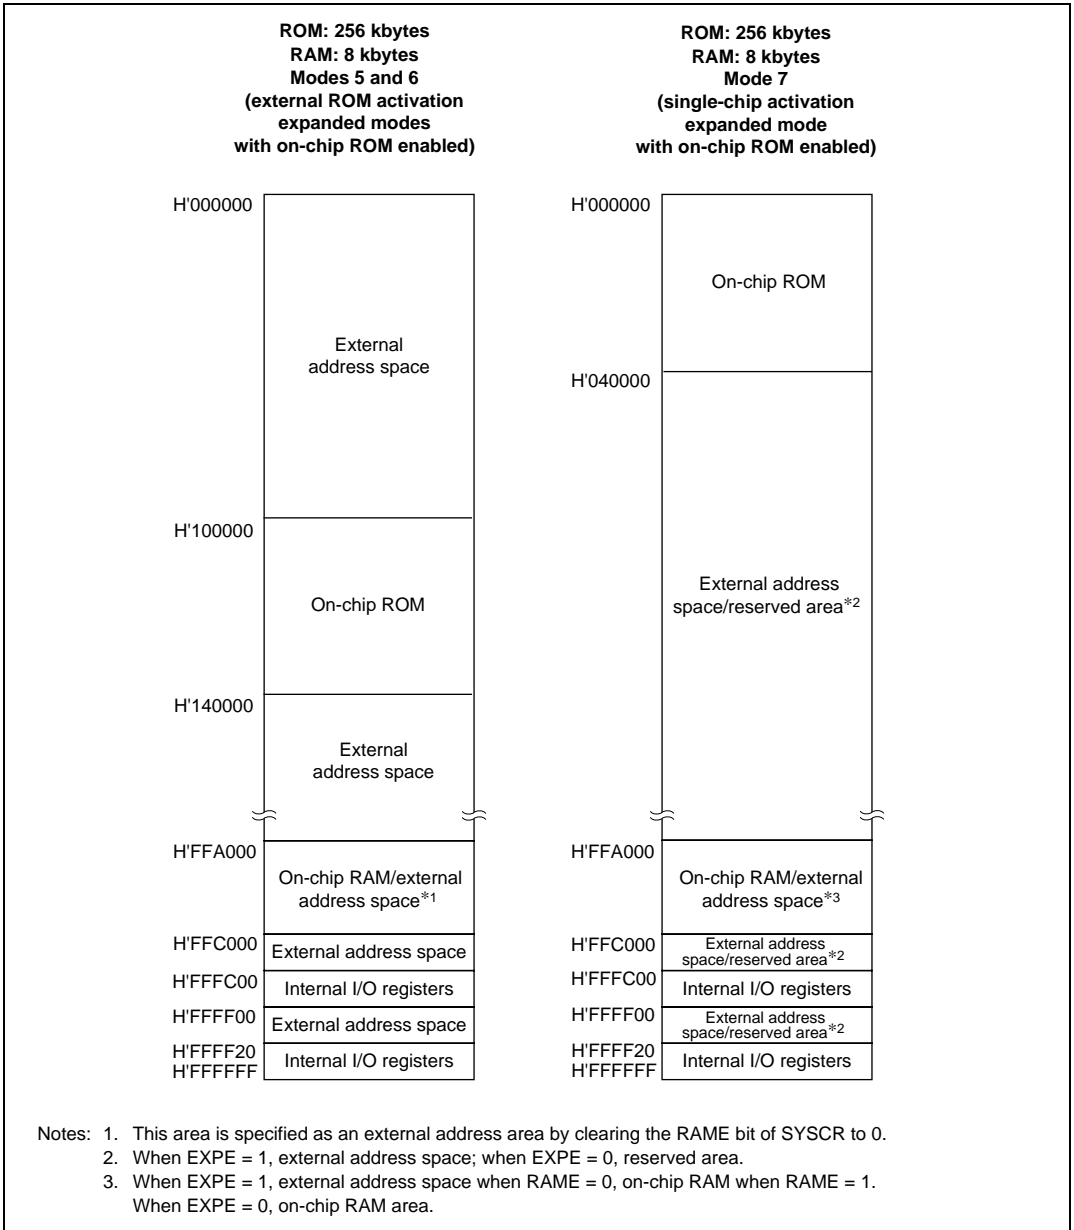 ROM: 256 kbytes
RAM: 8 kbytes
Modes 5 and 6
(external ROM activation
expanded modes
with on-chip ROM enabled)
H'000000
External
address space
H'100000
On-chip ROM
H'140000
External
address space
H'FFA000
On-chip RAM/external
address space*1
H'FFC000
External address space
H'FFFC00
Internal I/O registers
H'FFFF00
External address space
H'FFFF20
Internal I/O registers
H'FFFFFF
ROM: 256 kbytes
RAM: 8 kbytes
Mode 7
(single-chip activation
expanded mode
with on-chip ROM enabled)
H'000000
On-chip ROM
H'040000
External address
space/reserved area*2
H'FFA000
On-chip RAM/external
address space*3
H'FFC000
External address
space/reserved area*2
H'FFFC00
Internal I/O registers
H'FFFF00
External address
space/reserved area*2
H'FFFF20
Internal I/O registers
H'FFFFFF
Notes: 1. This area is specified as an external address area by clearing the RAME bit of SYSCR to 0.
2. When EXPE = 1, external address space; when EXPE = 0, reserved area.
3. When EXPE = 1, external address space when RAME = 0, on-chip RAM when RAME = 1.
When EXPE = 0, on-chip RAM area.